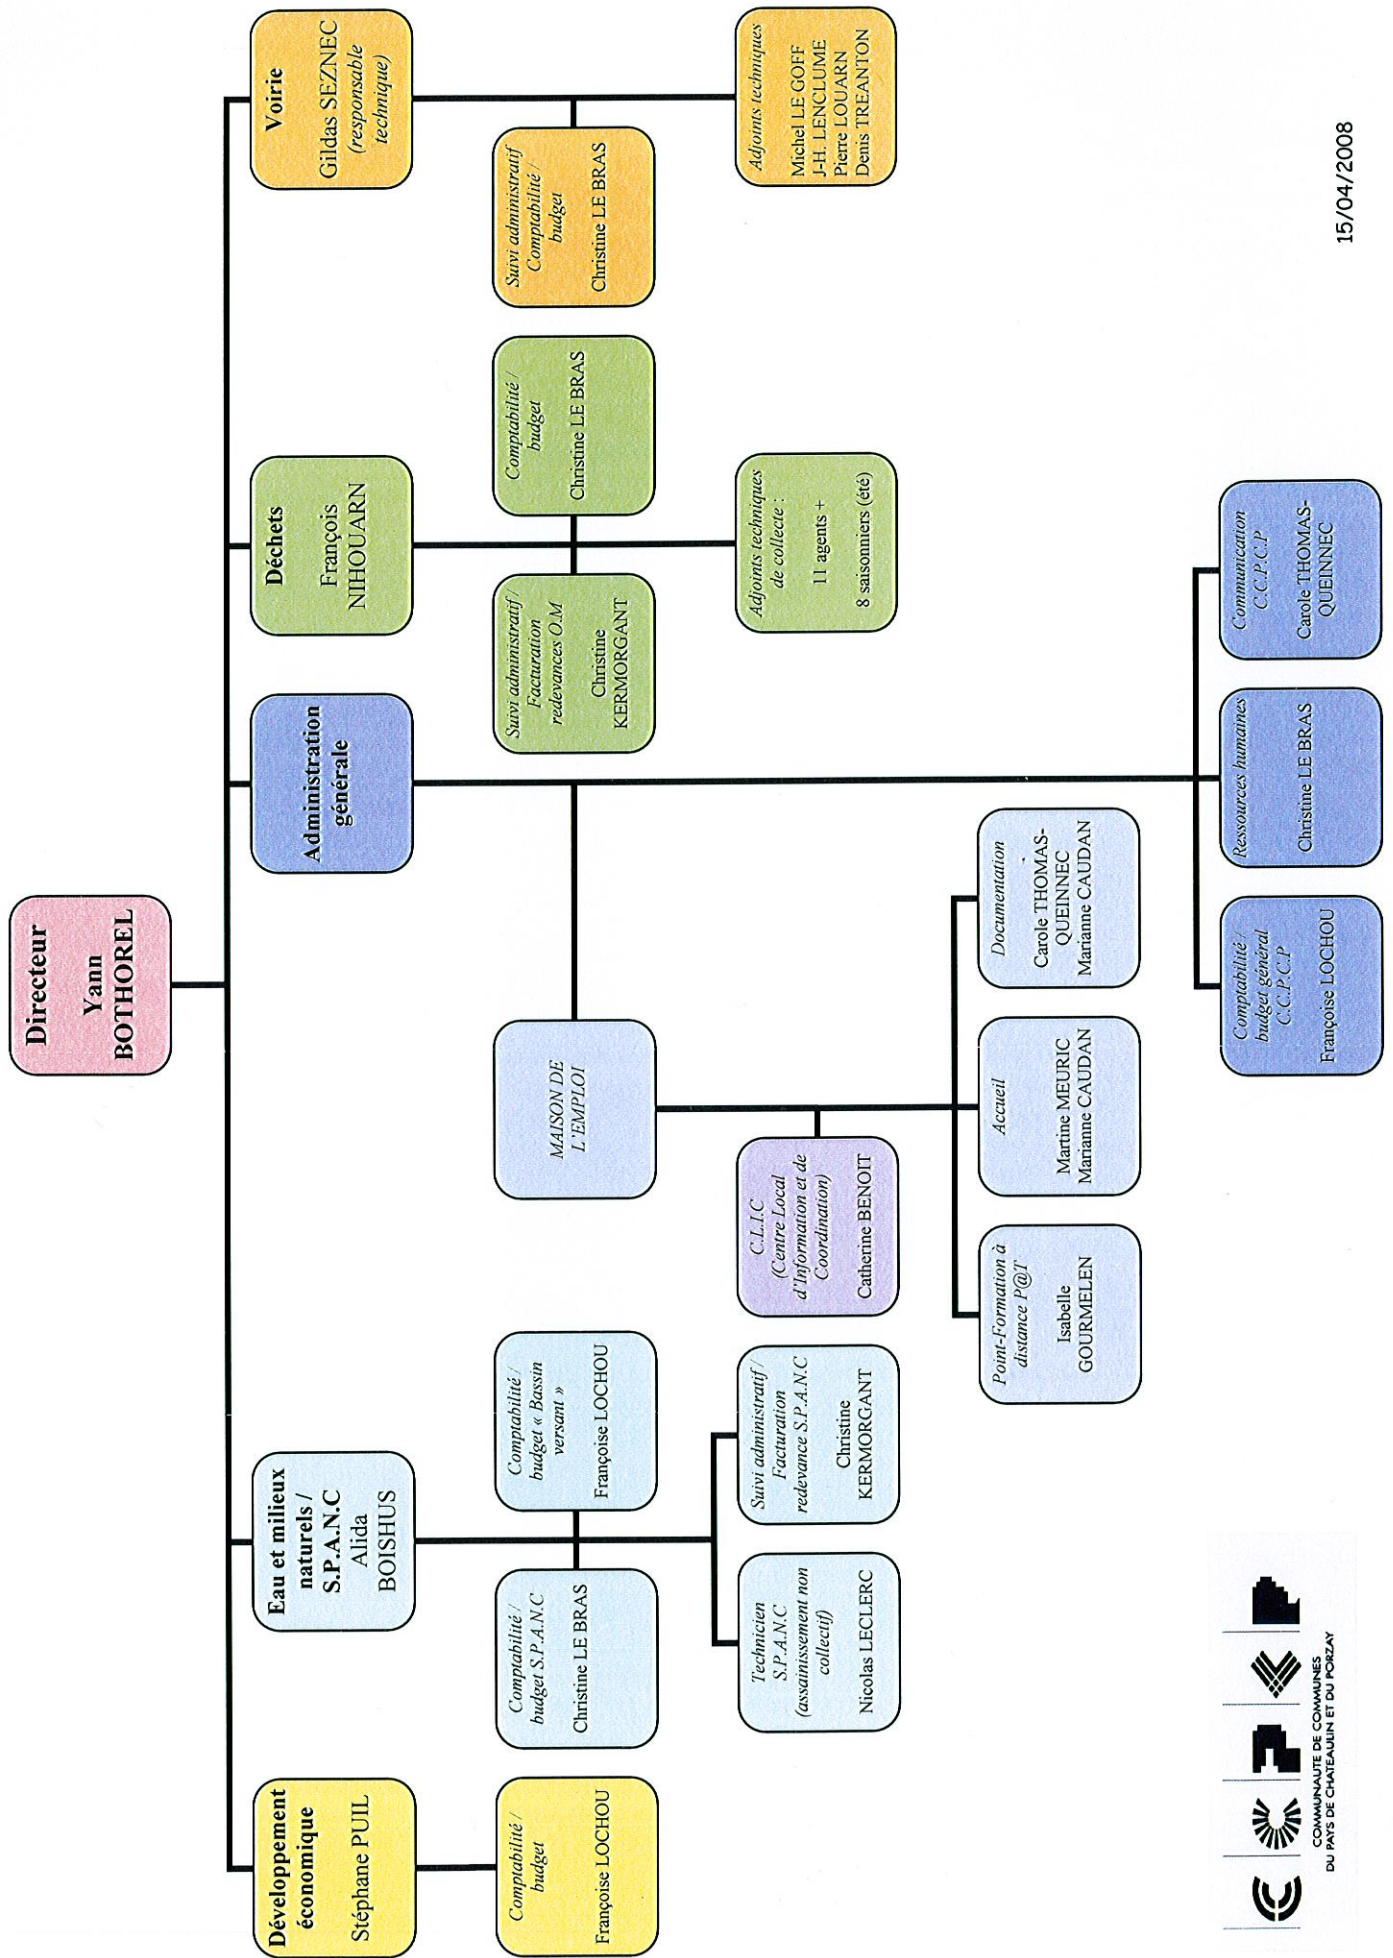 Directeur
Yann
BOTHOREL
Développement
économique
Stéphane PUIL
Comptabilité /
budget
Françoise LOCHOU
Eau et milieux
naturels /
S.P.A.N.C
Alida
BOISHUS
Comptabilité /
budget S.P.A.N.C
Christine LE BRAS
Comptabilité /
budget « Bassin
versant »
Françoise LOCHOU
Technicien
S.P.A.N.C
(assainissement non
collectif)
Nicolas LECLERC
Suivi administratif /
Facturation
redevance S.P.A.N.C
Christine
KERMORGANT
Administration
générale
MAISON DE
L'EMPLOI
C.L.I.C
(Centre Local
d'Information et de
Coordination)
Catherine BENOIT
Point-Formation à
distance P@T
Isabelle
GOURMELEN
Accueil
Martine MEURIC
Marianne CAUDAN
Documentation
Carole THOMAS-
QUEINNEC
Marianne CAUDAN
Comptabilité /
budget général
C.C.P.C.P
Françoise LOCHOU
Ressources humaines
Christine LE BRAS
Communication
C.C.P.C.P
Carole THOMAS-
QUEINNEC
Déchets
François
NIHOUARN
Suivi administratif /
Facturation
redevances O.M
Christine
KERMORGANT
Comptabilité /
budget
Christine LE BRAS
Adjoints techniques
de collecte :
11 agents +
8 saisonniers (été)
Voirie
Gildas SEZNEC
(responsable
technique)
Suivi administratif
Comptabilité /
budget
Christine LE BRAS
Adjoints techniques
Michel LE GOFF
J-H. LENCLUME
Pierre LOUARN
Denis TREANTON
CCPCP
COMMUNAUTE DE COMMUNES
DU PAYS DE CHATEAULIN ET DU PORZAY
15/04/2008